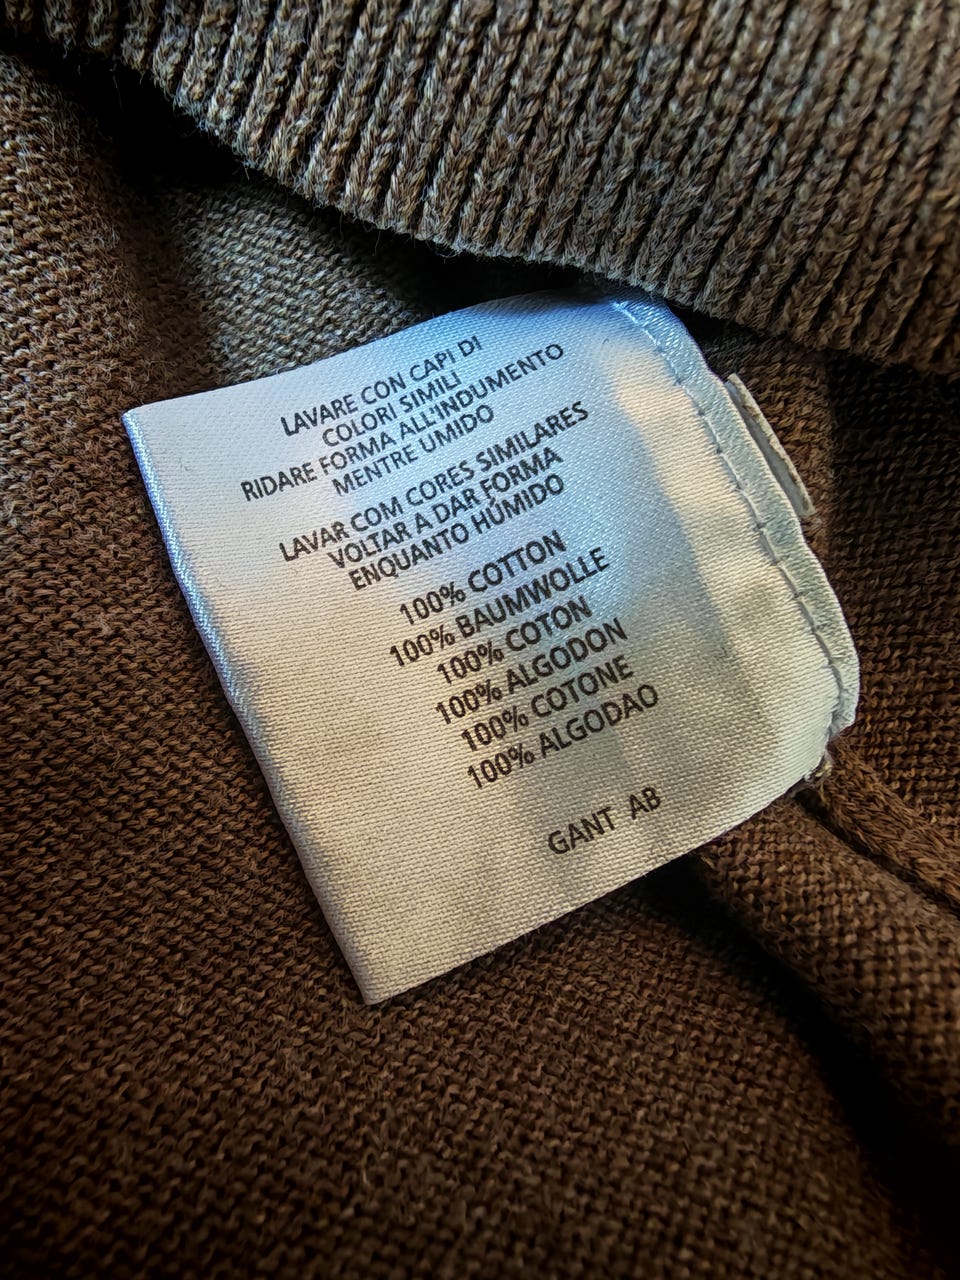 LAVARE CON CAPI DI
COLORI SIMILI
RIDARE FORMA ALL'INDUMENTO
MENTRE UMIDO
LAVAR COM CORES SIMILARES
VOLTAR A DAR FORMA
ENQUANTO HÚMIDO
100% COTTON
100% BAUMWOLLE
100% COTON
100% ALGODON
100% COTONE
100% ALGODAO
GANT AB